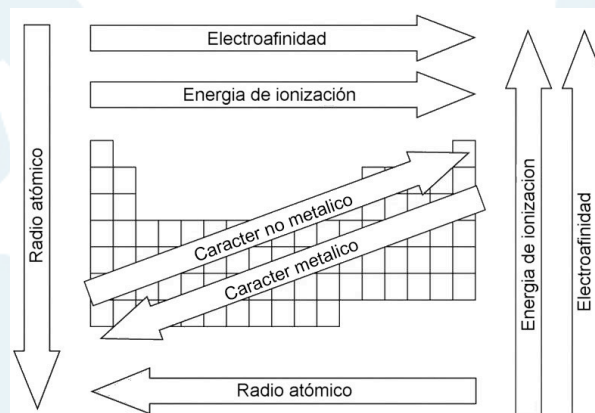 Electroafinidad
Energia de ionización
Radio atómico
Caracter no metalico
Caracter metalico
Energia de ionizacion
Electroafinidad
Radio atómico